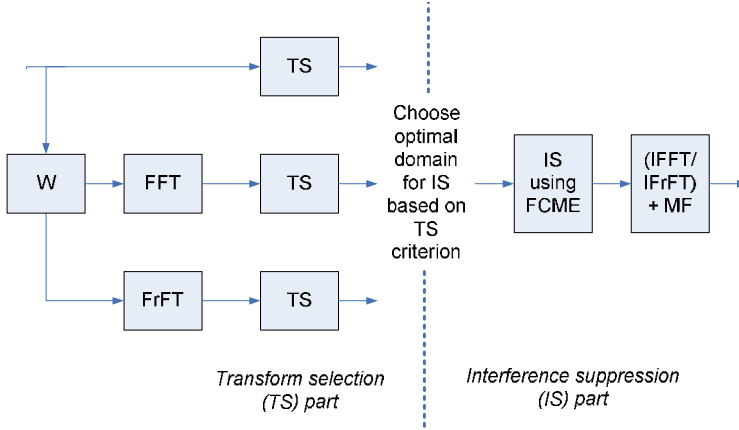 TS
Choose
optimal
domain
for IS
based on
TS
criterion
W
FFT
TS
IS
using
FCME
(IFFT/
IFrFT)
+ MF
FrFT
TS
Transform selection
(TS) part
Interference suppression
(IS) part